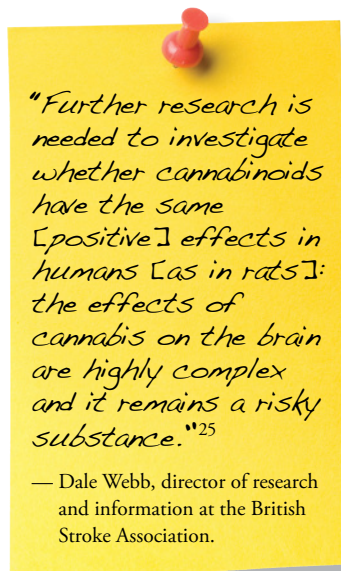 "Further research is
needed to investigate
whether cannabinoids
have the same
[positive] effects in
humans [as in rats]:
the effects of
cannabis on the brain
are highly complex
and it remains a risky
substance."25
— Dale Webb, director of research
and information at the British
Stroke Association.